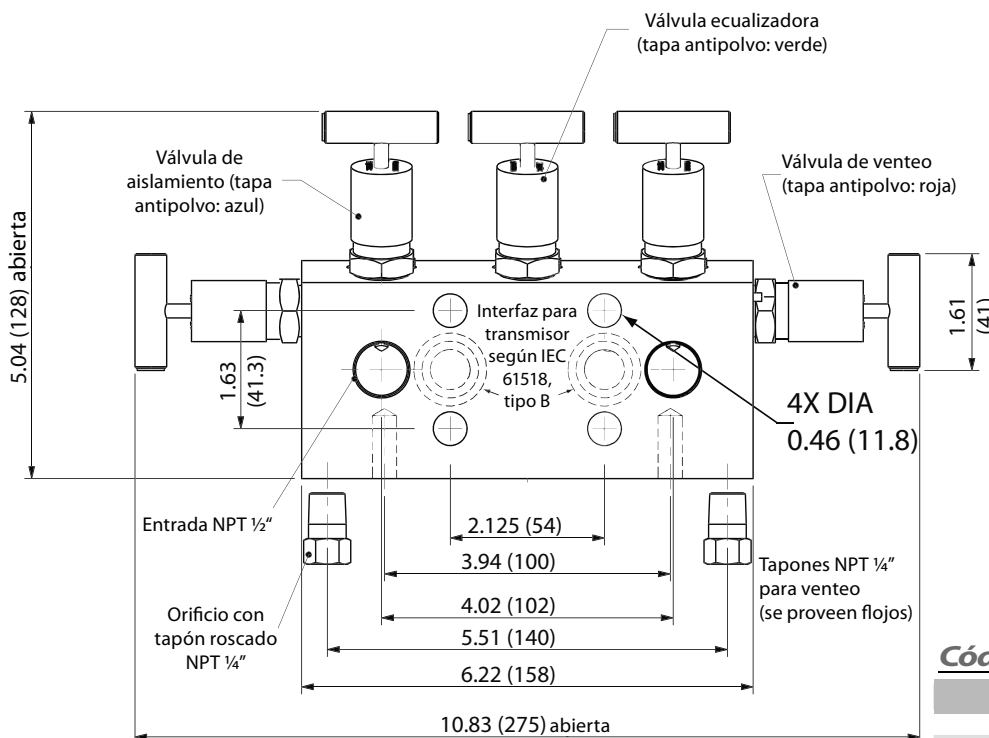 Válvula ecualizadora
(tapa antipolvo: verde)
Válvula de
aislamiento (tapa
antipolvo: azul)
Válvula de venteo
(tapa antipolvo: roja)
5.04 (128) abierta
1.61
(41)
Interfaz para
transmisor
según IEC
61518,
tipo B
1.63
(41.3)
4X DIA
0.46 (11.8)
Entrada NPT ½“
2.125 (54)
3.94 (100)
Tapones NPT ¼”
para venteo
(se proveen flojos)
4.02 (102)
Orificio con
tapón roscado
NPT ¼”
5.51 (140)
6.22 (158)
10.83 (275) abierta